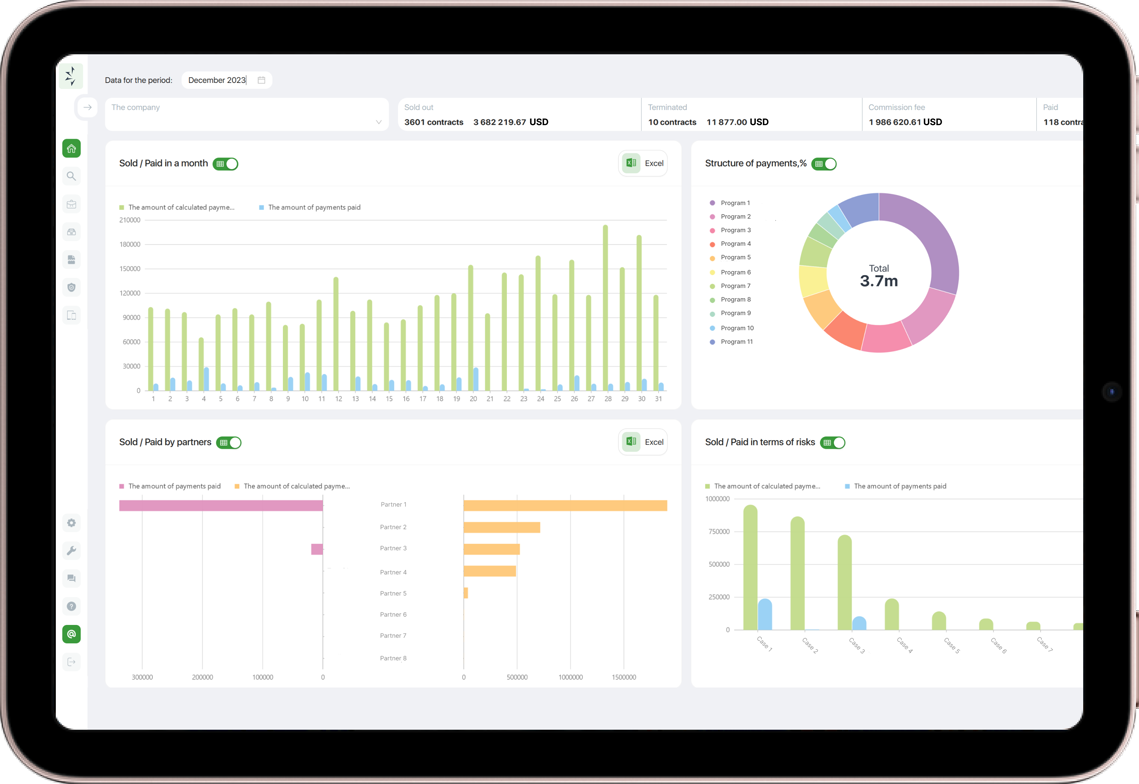 Data for the period: December 2023
The company
Sold out
3601 contracts 3 682 219.67 USD
Terminated
10 contracts 11 877.00 USD
Commission fee
1 986 620.61 USD
Paid
118 contra
Sold / Paid in a month
Excel
The amount of calculated payme... The amount of payments paid
210000
180000
150000
120000
90000
60000
30000
0
1 2 3 4 5 6 7 8 9 10 11 12 13 14 15 16 17 18 19 20 21 22 23 24 25 26 27 28 29 30 31
Structure of payments,%
Program 1
Program 2
Program 3
Program 4
Program 5
Program 6
Program 7
Program 8
Program 9
Program 10
Program 11
Total
3.7m
Sold / Paid by partners
Excel
The amount of payments paid The amount of calculated payme...
Partner 1
Partner 2
Partner 3
Partner 4
Partner 5
Partner 6
Partner 7
Partner 8
300000 200000 100000 0 0 500000 1000000 1500000
Sold / Paid in terms of risks
The amount of calculated payme... The amount of payments paid
1000000
750000
500000
250000
0
Case 1 Case 2 Case 3 Case 4 Case 5 Case 6 Case 7